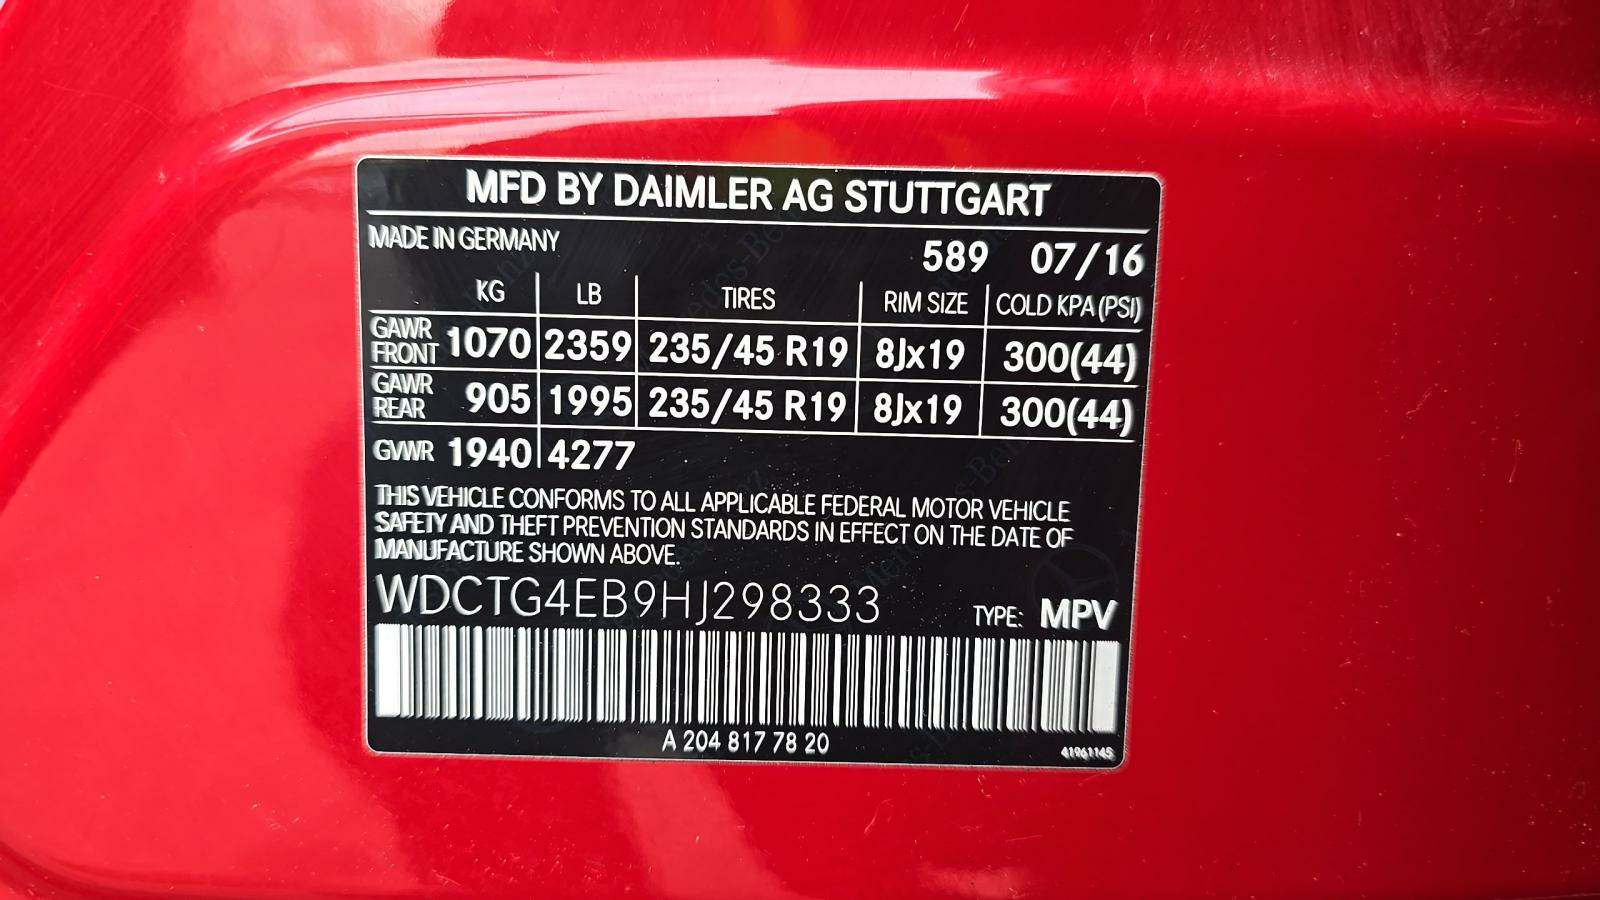 MFD BY DAIMLER AG STUTTGART
MADE IN GERMANY 589 07/16
KG LB TIRES RIM SIZE COLD KPA (PSI)
GAWR FRONT 1070 2359 235/45 R19 8Jx19 300(44)
GAWR REAR 905 1995 235/45 R19 8Jx19 300(44)
GVWR 1940 4277
THIS VEHICLE CONFORMS TO ALL APPLICABLE FEDERAL MOTOR VEHICLE
SAFETY AND THEFT PREVENTION STANDARDS IN EFFECT ON THE DATE OF
MANUFACTURE SHOWN ABOVE.
WDCTG4EB9HJ298333 TYPE: MPV
A 204 817 78 20 41961145